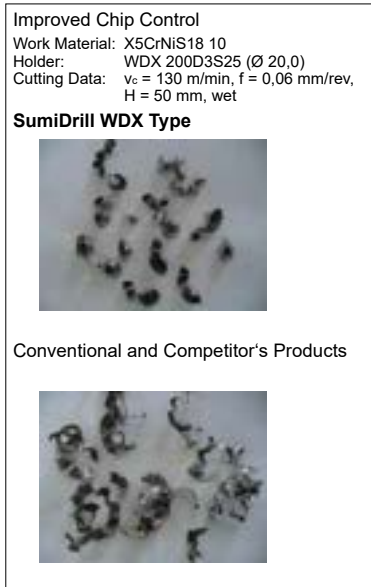 Improved Chip Control
Work Material: X5CrNiS18 10
Holder: WDX 200D3S25 (Ø 20,0)
Cutting Data: vc = 130 m/min, f = 0,06 mm/rev,
H = 50 mm, wet
SumiDrill WDX Type
Conventional and Competitor‘s Products